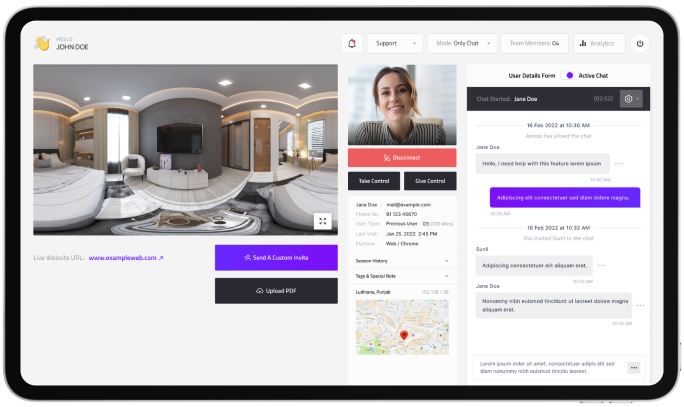 HELLO
JOHN DOE
Support
Mode: Only Chat
Team Members: 04
Analytics
Live Website URL: www.exampleweb.com
Send A Custom Invite
Upload PDF
Disconnect
Take Control
Give Control
Jane Doe mail@example.com
Phone No: 91 123 45670
User Type: Previous User 03 (126 Mins)
Last Visit: Jan 25, 2022 2:45 PM
Platform Web / Chrome
Session History
Tags & Special Note
Ludhiana, Punjab 192.168.1.38
User Details Form Active Chat
Chat Started: Jane Doe (02:52)
16 Feb 2022 at 10:30 AM
Anoop has joined the chat
Jane Doe
Hello, I need help with this feature lorem ipsum
10:30 AM
Adipiscing elit consectetuer sed diam dolore magna.
10:35 AM
16 Feb 2022 at 10:32 AM
You invited Sunil to the chat
Sunil
Adipiscing consectetuer elit aliquam erat.
10:33 AM
Jane Doe
Nonummy nibh euismod tincidunt ut laoreet dolore magna
aliquam erat.
10:35 AM
Lorem ipsum dolor sit amet, consectetuer adipis elit sed
diam nonummy nibh euismod tincidu laoreet.